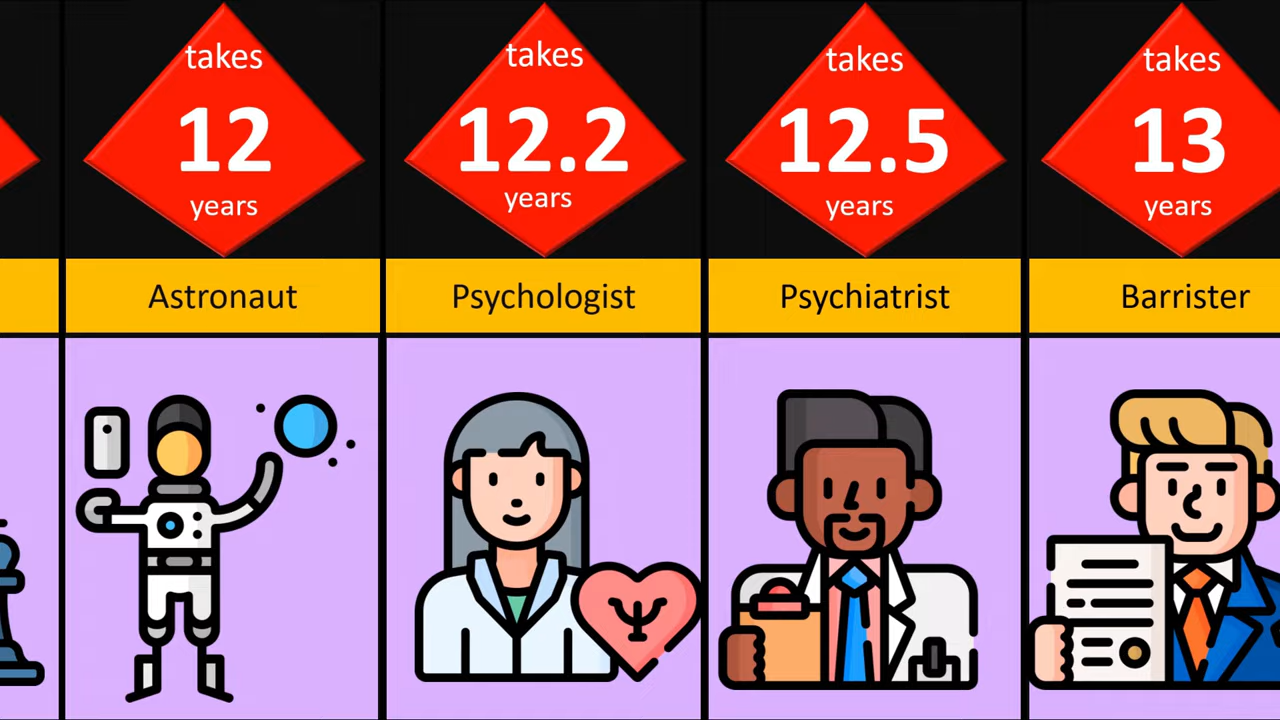 takes
12
years
Astronaut
takes
12.2
years
Psychologist
takes
12.5
years
Psychiatrist
takes
13
years
Barrister